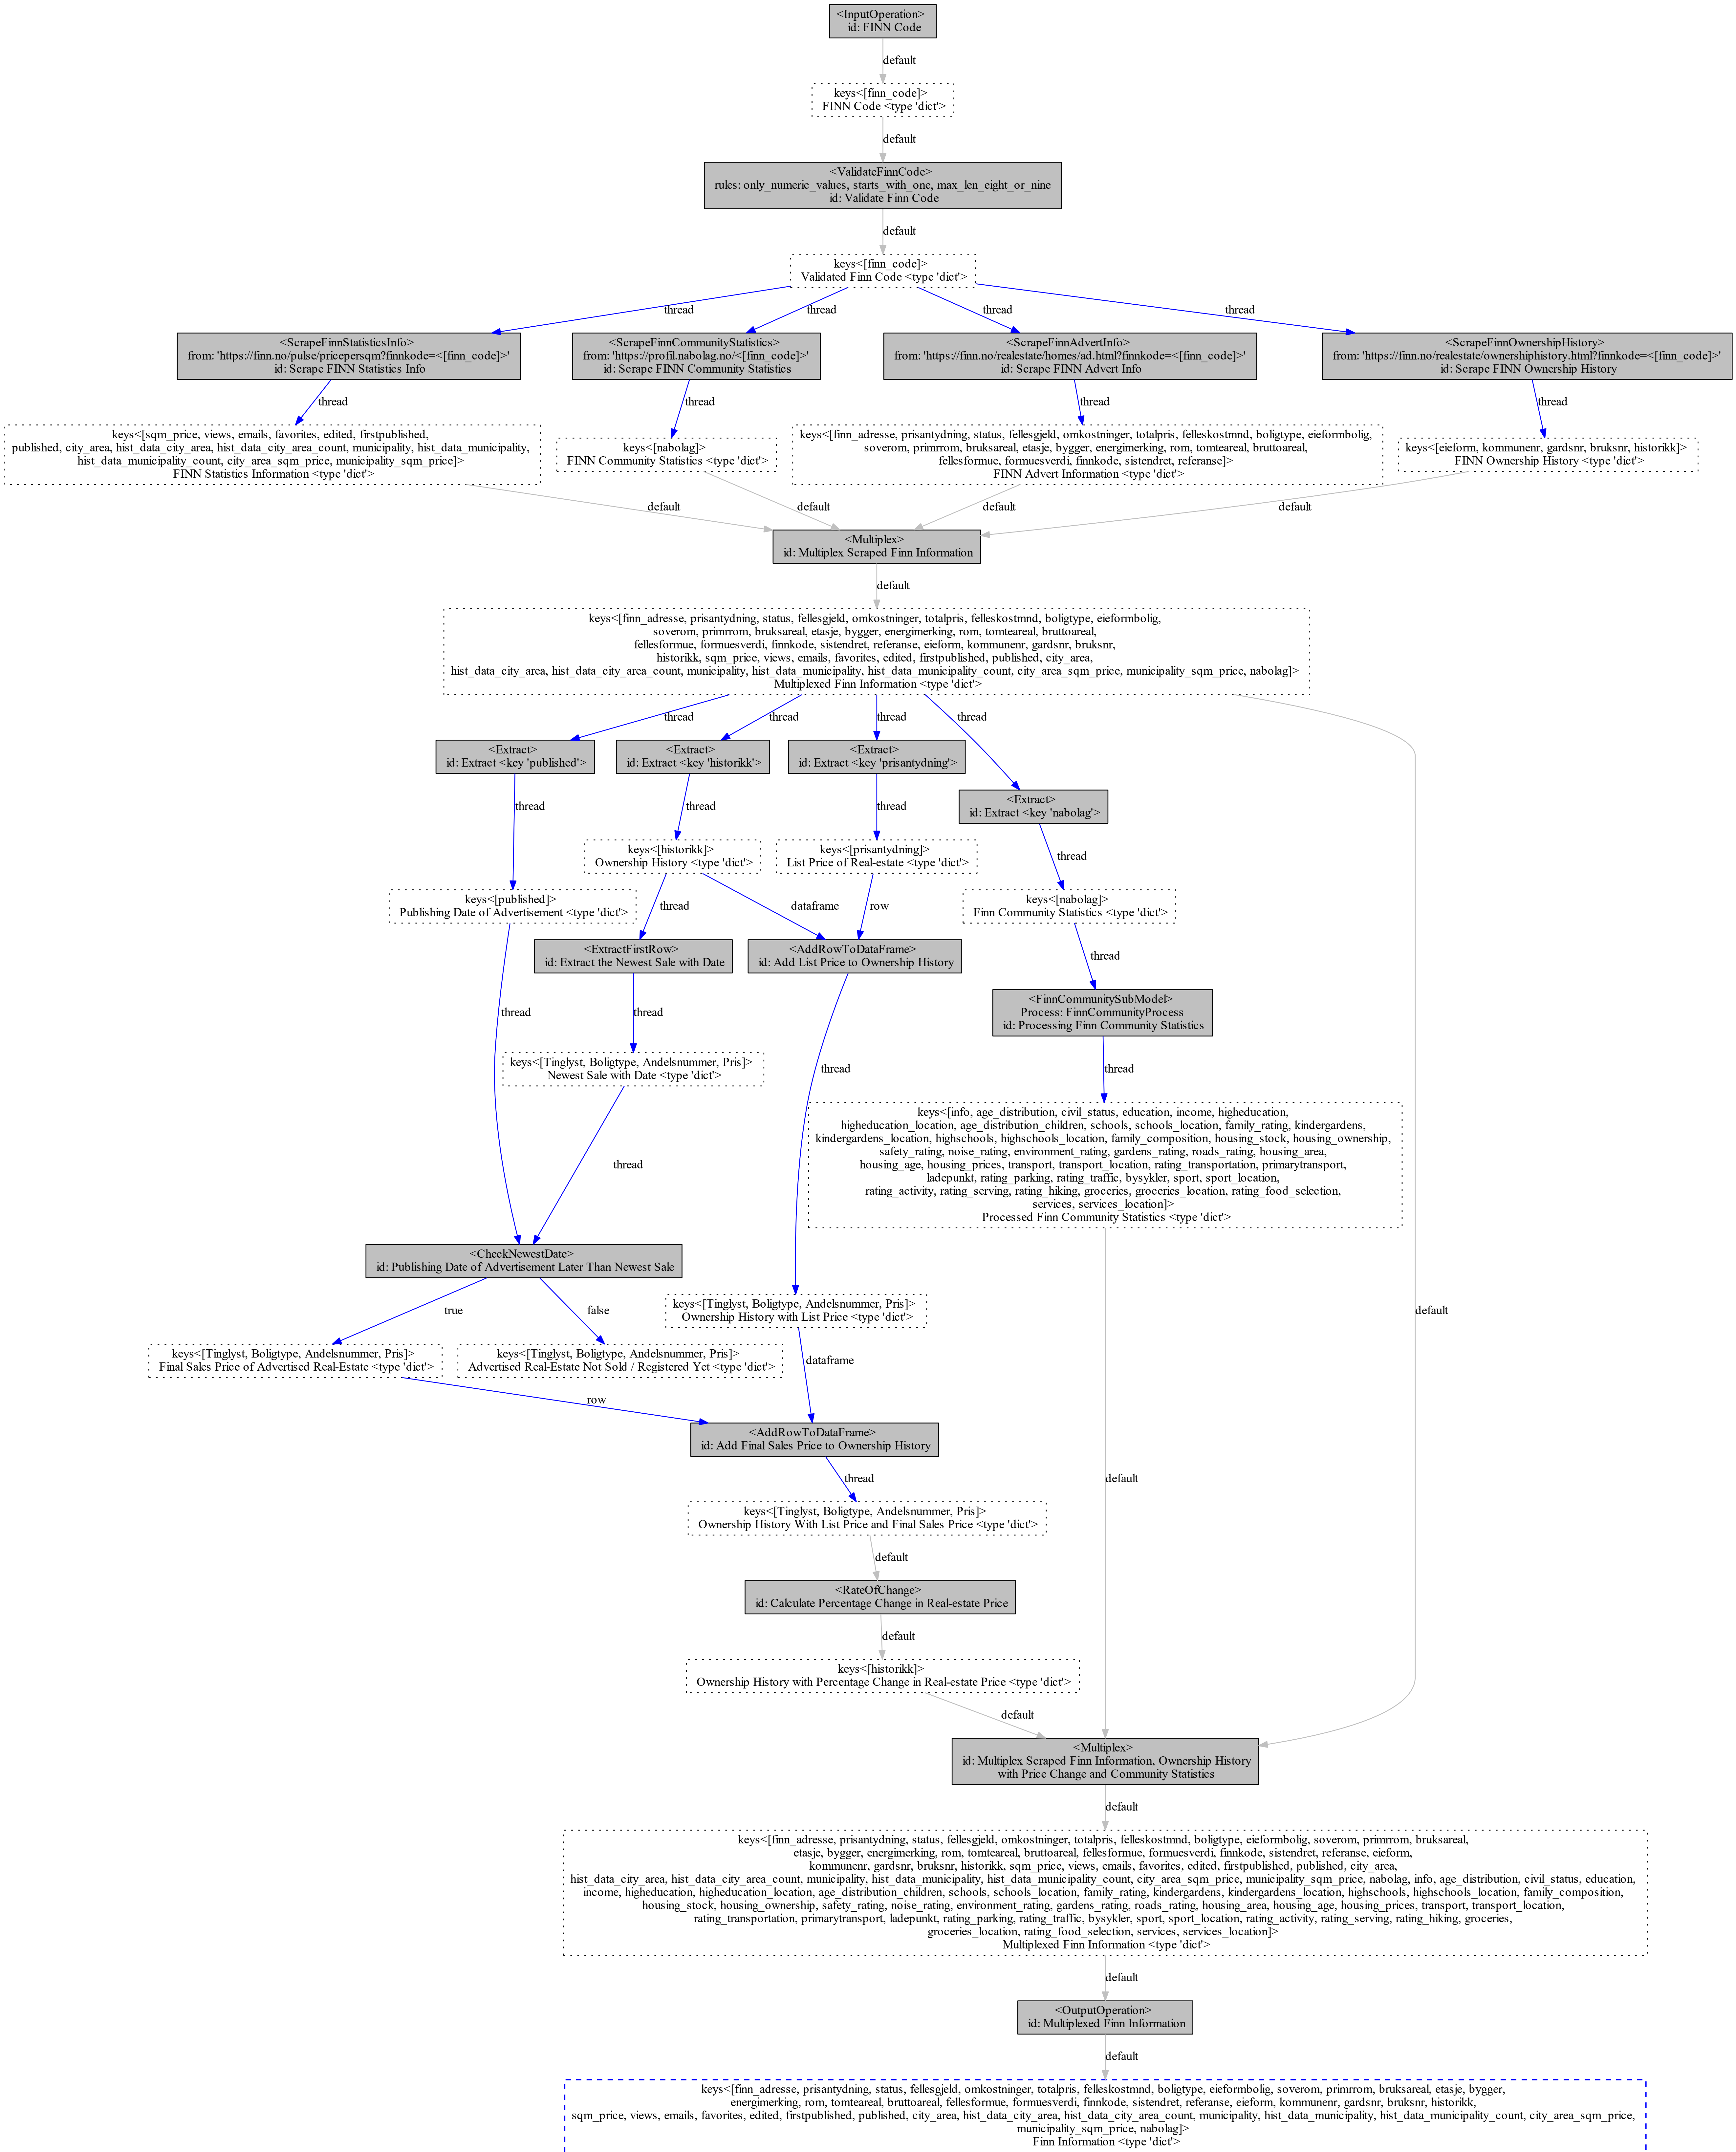 <InputOperation>
id: FINN Code
default
keys<[finn_code]>
FINN Code <type 'dict'>
default
<ValidateFinnCode>
rules: only_numeric_values, starts_with_one, max_len_eight_or_nine
id: Validate Finn Code
default
keys<[finn_code]>
Validated Finn Code <type 'dict'>
thread
thread
thread
thread
<ScrapeFinnStatisticsInfo>
from: 'https://finn.no/pulse/pricepersqm?finnkode=<[finn_code]>'
id: Scrape FINN Statistics Info
<ScrapeFinnCommunityStatistics>
from: 'https://profil.nabolag.no/<[finn_code]>'
id: Scrape FINN Community Statistics
<ScrapeFinnAdvertInfo>
from: 'https://finn.no/realestate/homes/ad.html?finnkode=<[finn_code]>'
id: Scrape FINN Advert Info
<ScrapeFinnOwnershipHistory>
from: 'https://finn.no/realestate/ownershiphistory.html?finnkode=<[finn_code]>'
id: Scrape FINN Ownership History
thread
thread
thread
thread
keys<[sqm_price, views, emails, favorites, edited, firstpublished,
published, city_area, hist_data_city_area, hist_data_city_area_count, municipality, hist_data_municipality,
hist_data_municipality_count, city_area_sqm_price, municipality_sqm_price]>
FINN Statistics Information <type 'dict'>
keys<[nabolag]>
FINN Community Statistics <type 'dict'>
keys<[finn_adresse, prisantydning, status, fellesgjeld, omkostninger, totalpris, felleskostmnd, boligtype, eieformbolig,
soverom, primrrom, bruksareal, etasje, bygger, energimerking, rom, tomteareal, bruttoareal,
fellesformue, formuesverdi, finnkode, sistendret, referanse]>
FINN Advert Information <type 'dict'>
keys<[eieform, kommunenr, gardsnr, bruksnr, historikk]>
FINN Ownership History <type 'dict'>
default
default
default
default
<Multiplex>
id: Multiplex Scraped Finn Information
default
keys<[finn_adresse, prisantydning, status, fellesgjeld, omkostninger, totalpris, felleskostmnd, boligtype, eieformbolig,
soverom, primrrom, bruksareal, etasje, bygger, energimerking, rom, tomteareal, bruttoareal,
fellesformue, formuesverdi, finnkode, sistendret, referanse, eieform, kommunenr, gardsnr, bruksnr,
historikk, sqm_price, views, emails, favorites, edited, firstpublished, published, city_area,
hist_data_city_area, hist_data_city_area_count, municipality, hist_data_municipality, hist_data_municipality_count, city_area_sqm_price, municipality_sqm_price, nabolag]>
Multiplexed Finn Information <type 'dict'>
thread
thread
thread
thread
<Extract>
id: Extract <key 'published'>
<Extract>
id: Extract <key 'historikk'>
<Extract>
id: Extract <key 'prisantydning'>
<Extract>
id: Extract <key 'nabolag'>
thread
thread
thread
thread
keys<[historikk]>
Ownership History <type 'dict'>
keys<[prisantydning]>
List Price of Real-estate <type 'dict'>
keys<[published]>
Publishing Date of Advertisement <type 'dict'>
keys<[nabolag]>
Finn Community Statistics <type 'dict'>
thread
dataframe
row
thread
<ExtractFirstRow>
id: Extract the Newest Sale with Date
<AddRowToDataFrame>
id: Add List Price to Ownership History
<FinnCommunitySubModel>
Process: FinnCommunityProcess
id: Processing Finn Community Statistics
thread
thread
thread
thread
keys<[Tinglyst, Boligtype, Andelsnummer, Pris]>
Newest Sale with Date <type 'dict'>
keys<[info, age_distribution, civil_status, education, income, higheducation,
higheducation_location, age_distribution_children, schools, schools_location, family_rating, kindergardens,
kindergardens_location, highschools, highschools_location, family_composition, housing_stock, housing_ownership,
safety_rating, noise_rating, environment_rating, gardens_rating, roads_rating, housing_area,
housing_age, housing_prices, transport, transport_location, rating_transportation, primarytransport,
ladepunkt, rating_parking, rating_traffic, bysykler, sport, sport_location,
rating_activity, rating_serving, rating_hiking, groceries, groceries_location, rating_food_selection,
services, services_location]>
Processed Finn Community Statistics <type 'dict'>
thread
<CheckNewestDate>
id: Publishing Date of Advertisement Later Than Newest Sale
true
false
keys<[Tinglyst, Boligtype, Andelsnummer, Pris]>
Ownership History with List Price <type 'dict'>
default
keys<[Tinglyst, Boligtype, Andelsnummer, Pris]>
Final Sales Price of Advertised Real-Estate <type 'dict'>
keys<[Tinglyst, Boligtype, Andelsnummer, Pris]>
Advertised Real-Estate Not Sold / Registered Yet <type 'dict'>
dataframe
row
<AddRowToDataFrame>
id: Add Final Sales Price to Ownership History
thread
default
keys<[Tinglyst, Boligtype, Andelsnummer, Pris]>
Ownership History With List Price and Final Sales Price <type 'dict'>
default
<RateOfChange>
id: Calculate Percentage Change in Real-estate Price
default
keys<[historikk]>
Ownership History with Percentage Change in Real-estate Price <type 'dict'>
default
<Multiplex>
id: Multiplex Scraped Finn Information, Ownership History
with Price Change and Community Statistics
default
keys<[finn_adresse, prisantydning, status, fellesgjeld, omkostninger, totalpris, felleskostmnd, boligtype, eieformbolig, soverom, primrrom, bruksareal,
etasje, bygger, energimerking, rom, tomteareal, bruttoareal, fellesformue, formuesverdi, finnkode, sistendret, referanse, eieform,
kommunenr, gardsnr, bruksnr, historikk, sqm_price, views, emails, favorites, edited, firstpublished, published, city_area,
hist_data_city_area, hist_data_city_area_count, municipality, hist_data_municipality, hist_data_municipality_count, city_area_sqm_price, municipality_sqm_price, nabolag, info, age_distribution, civil_status, education,
income, higheducation, higheducation_location, age_distribution_children, schools, schools_location, family_rating, kindergardens, kindergardens_location, highschools, highschools_location, family_composition,
housing_stock, housing_ownership, safety_rating, noise_rating, environment_rating, gardens_rating, roads_rating, housing_area, housing_age, housing_prices, transport, transport_location,
rating_transportation, primarytransport, ladepunkt, rating_parking, rating_traffic, bysykler, sport, sport_location, rating_activity, rating_serving, rating_hiking, groceries,
groceries_location, rating_food_selection, services, services_location]>
Multiplexed Finn Information <type 'dict'>
default
<OutputOperation>
id: Multiplexed Finn Information
default
keys<[finn_adresse, prisantydning, status, fellesgjeld, omkostninger, totalpris, felleskostmnd, boligtype, eieformbolig, soverom, primrrom, bruksareal, etasje, bygger,
energimerking, rom, tomteareal, bruttoareal, fellesformue, formuesverdi, finnkode, sistendret, referanse, eieform, kommunenr, gardsnr, bruksnr, historikk,
sqm_price, views, emails, favorites, edited, firstpublished, published, city_area, hist_data_city_area, hist_data_city_area_count, municipality, hist_data_municipality, hist_data_municipality_count, city_area_sqm_price,
municipality_sqm_price, nabolag]>
Finn Information <type 'dict'>